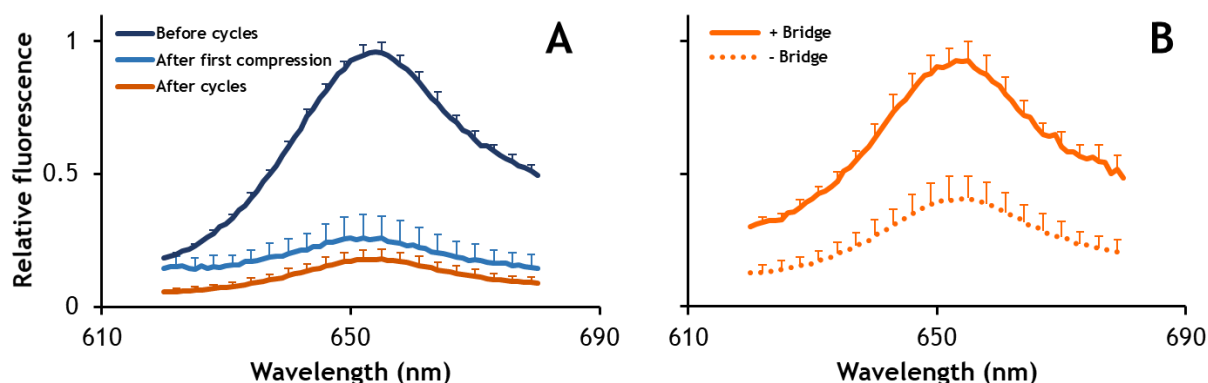 Relative fluorescence
1
0.5
0
Before cycles
After first compression
After cycles
A
610
650
690
Wavelength (nm)
+ Bridge
- Bridge
B
610
650
690
Wavelength (nm)